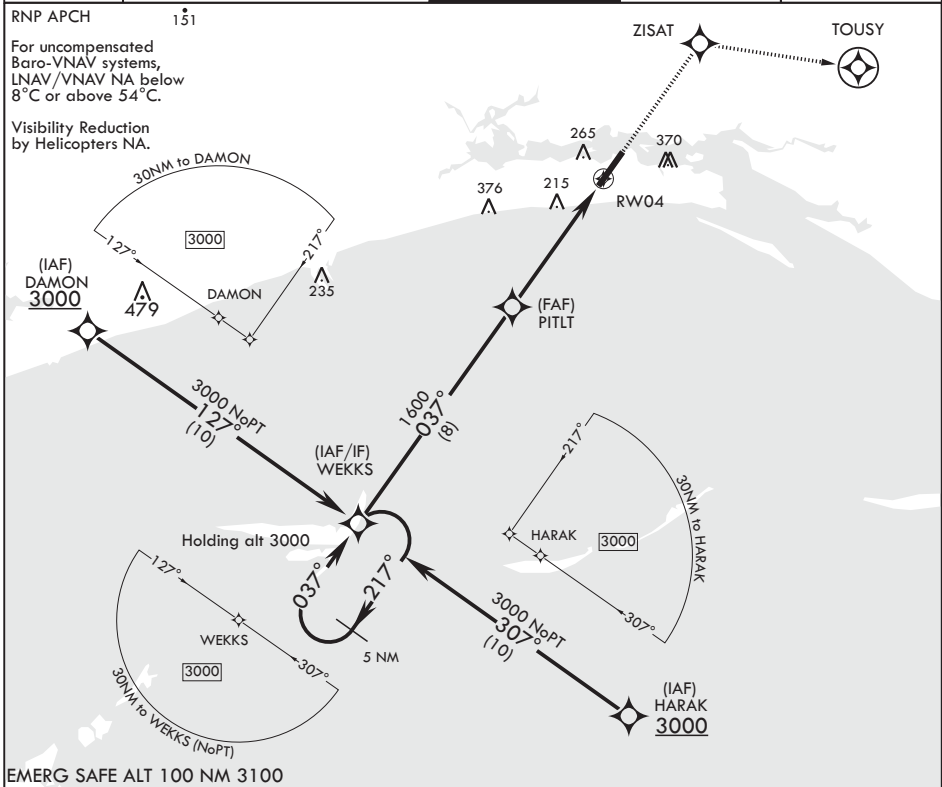 RNP APCH
151
For uncompensated
Baro-VNAV systems,
LNAV/VNAV NA below
8°C or above 54°C.
Visibility Reduction
by Helicopters NA.
ZISAT
TOUSY
265
370
376
215
RW04
30NM to DAMON
3000
127°
217°
DAMON
235
(IAF)
DAMON
3000
479
(FAF)
PITLT
3000 NoPT
127°
(10)
1600
037°
(8)
(IAF/IF)
WEKKS
Holding alt 3000
037°
217°
5 NM
217°
HARAK
3000
30NM to HARAK
307°
3000 NoPT
307°
(10)
(IAF)
HARAK
3000
127°
WEKKS
3000
307°
30NM to WEKKS (NoPT)
EMERG SAFE ALT 100 NM 3100